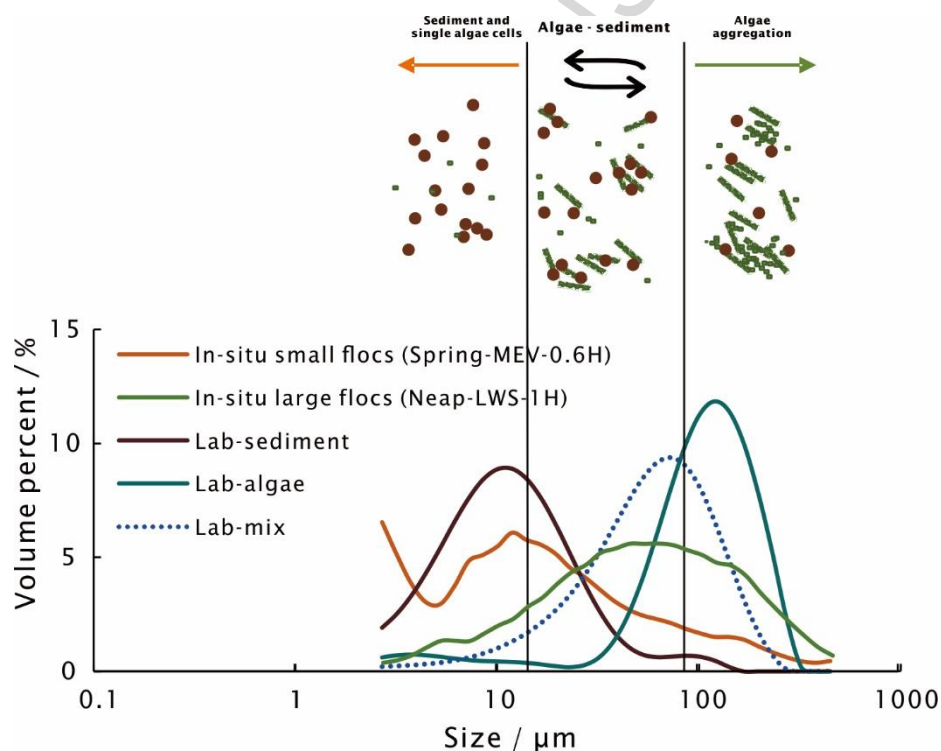 Sediment and
single algae cells
Algae - sediment
Algae
aggregation
15
10
5
0
Volume percent / %
In-situ small flocs (Spring-MEV-0.6H)
In-situ large flocs (Neap-LWS-1H)
Lab-sediment
Lab-algae
Lab-mix
0.1
1
10
100
1000
Size / μm